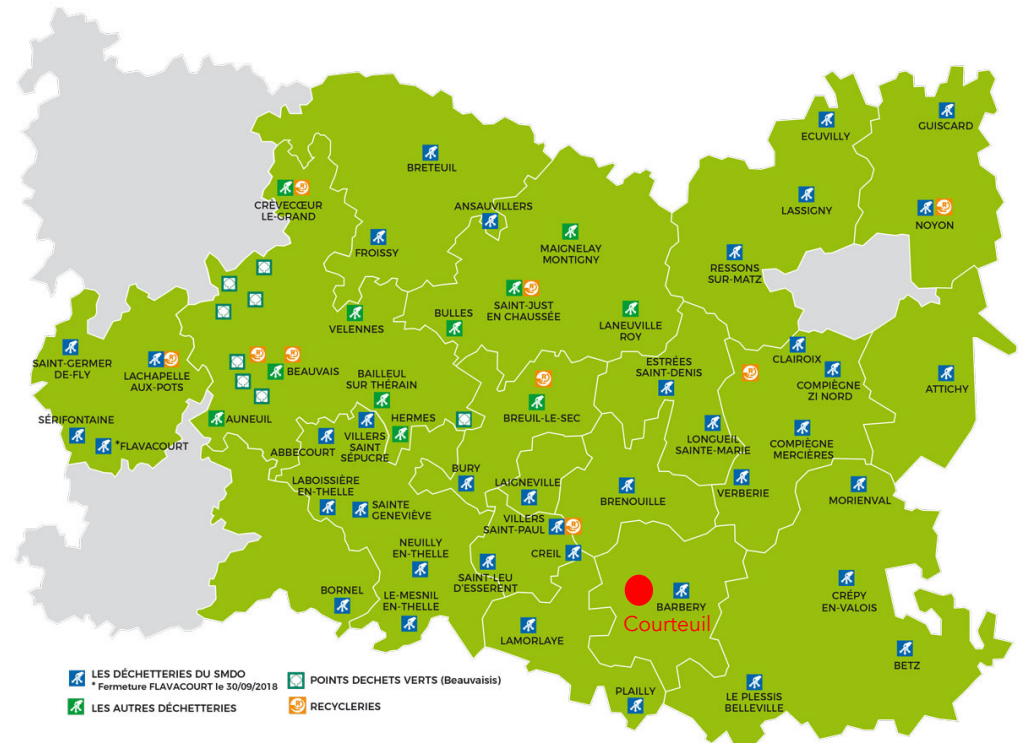 ECUVILLY
GUISCARD
BRETEUIL
CRÈVECŒUR
LE-GRAND
ANSAUVILLERS
LASSIGNY
NOYON
FROISSY
MAIGNELAY
MONTIGNY
RESSONS
SUR-MATZ
SAINT-JUST
EN CHAUSSÉE
VELENNES
BULLES
LANEUVILLE
ROY
SAINT-GERMER
DE-FLY
LACHAPELLE
AUX-POTS
BEAUVAIS
BAILLEUL
SUR THÉRAIN
ESTRÉES
SAINT-DENIS
CLAIROIX
COMPIÈGNE
ZI NORD
ATTICHY
SÉRIFONTAINE
*FLAVACOURT
AUNEUIL
HERMES
BREUIL-LE-SEC
ABBECOURT
VILLERS
SAINT
SÉPUCRE
LONGUEIL
SAINTE-MARIE
COMPIÈGNE
MERCIÈRES
BURY
LAIGNEVILLE
BRENOUILLE
VERBERIE
MORIENVAL
LABOISSIÈRE
EN-THELLE
SAINTE
GENEVIÈVE
VILLERS
SAINT-PAUL
CREIL
NEUILLY
EN-THELLE
SAINT-LEU
D'ESSERENT
BORNEL
LE-MESNIL
EN-THELLE
LAMORLAYE
BARBERY
Courteuil
CRÉPY
EN-VALOIS
BETZ
PLAILLY
LE PLESSIS
BELLEVILLE
LES DÉCHETTERIES DU SMDO
* Fermeture FLAVACOURT le 30/09/2018
LES AUTRES DÉCHETTERIES
POINTS DECHETS VERTS (Beauvaisis)
RECYCLERIES